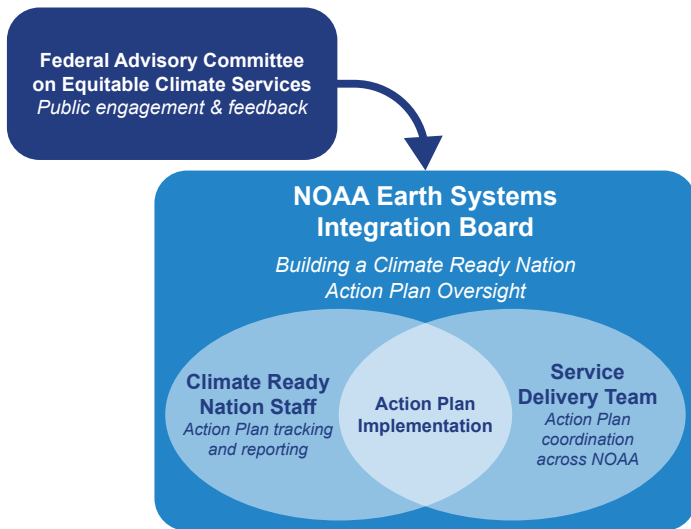 Federal Advisory Committee
on Equitable Climate Services
Public engagement & feedback
NOAA Earth Systems
Integration Board
Building a Climate Ready Nation
Action Plan Oversight
Climate Ready
Nation Staff
Action Plan tracking
and reporting
Action Plan
Implementation
Service
Delivery Team
Action Plan
coordination
across NOAA